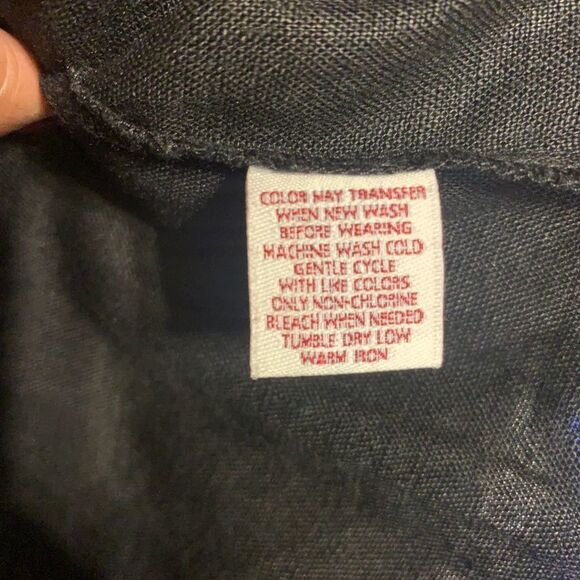 COLOR MAY TRANSFER
WHEN NEW WASH
BEFORE WEARING
MACHINE WASH COLD
GENTLE CYCLE
WITH LIKE COLORS
ONLY NON-CHLORINE
BLEACH WHEN NEEDED
TUMBLE DRY LOW
WARM IRON